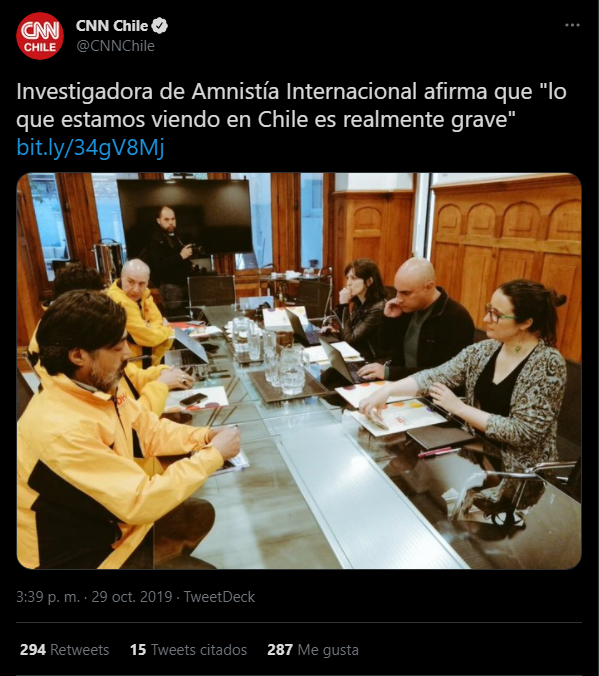 CNN
CHILE
CNN Chile
@CNNChile
Investigadora de Amnistía Internacional afirma que "lo
que estamos viendo en Chile es realmente grave"
bit.ly/34gV8Mj
3:39 p. m. · 29 oct. 2019 · TweetDeck
294 Retweets 15 Tweets citados 287 Me gusta